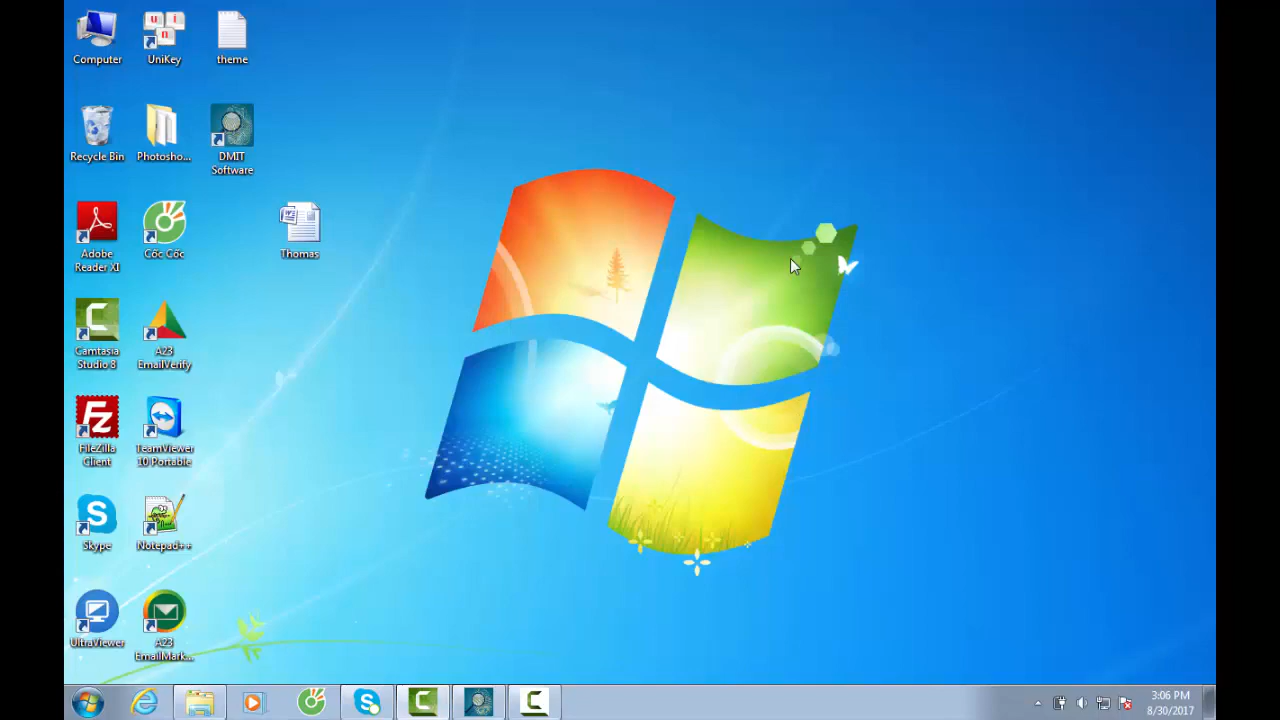 Computer
UniKey
theme
Recycle Bin
Photosho...
DMIT
Software
Adobe
Reader XI
Cốc Cốc
Thomas
Camtasia
Studio 8
A23
EmailVerify
FileZilla
Client
TeamViewer
10 Portable
Skype
Notepad++
UltraViewer
A23
EmailMark...
3:06 PM
8/30/2017